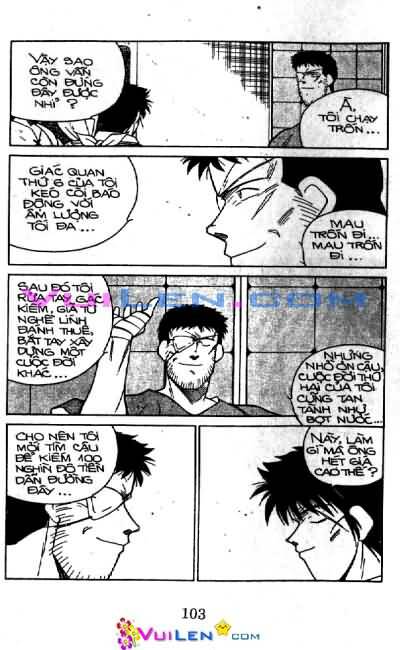 VẬY SAO
ÔNG VẪN
CÒN ĐỨNG
ĐÂY ĐƯỢC
NHỈ ?
À,
TÔI CHẠY
TRỐN...
GIÁC QUAN
THỨ 6 CỦA TÔI
KÉO CÒI BÁO
ĐỘNG VỚI
ÂM LƯỢNG
TỐI ĐA...
MAU
TRỐN ĐI...
MAU TRỐN
ĐI...
SAU ĐÓ TÔI
RỬA TAY, GÁC
KIẾM, GIÃ TỪ
NGHỀ LÍNH
ĐÁNH THUÊ,
BẮT TAY XÂY
DỰNG MỘT
CUỘC ĐỜI
KHÁC...
VUILEN.COM
NHƯNG
NHỜ ƠN CẬU,
CUỘC ĐỜI THỨ
HAI CỦA TÔI
CŨNG TAN
TÀNH NHƯ
BỌT NƯỚC...
CHO NÊN TÔI
MỚI TÌM CẬU
ĐỂ KIẾM 100
NGHÌN ĐÔ TIỀN
DẪN ĐƯỜNG
ĐÂY...
NÀY, LÀM
GÌ MÀ ÔNG
HÉT GIÁ
CAO THẾ ?
103
VUILEN.COM